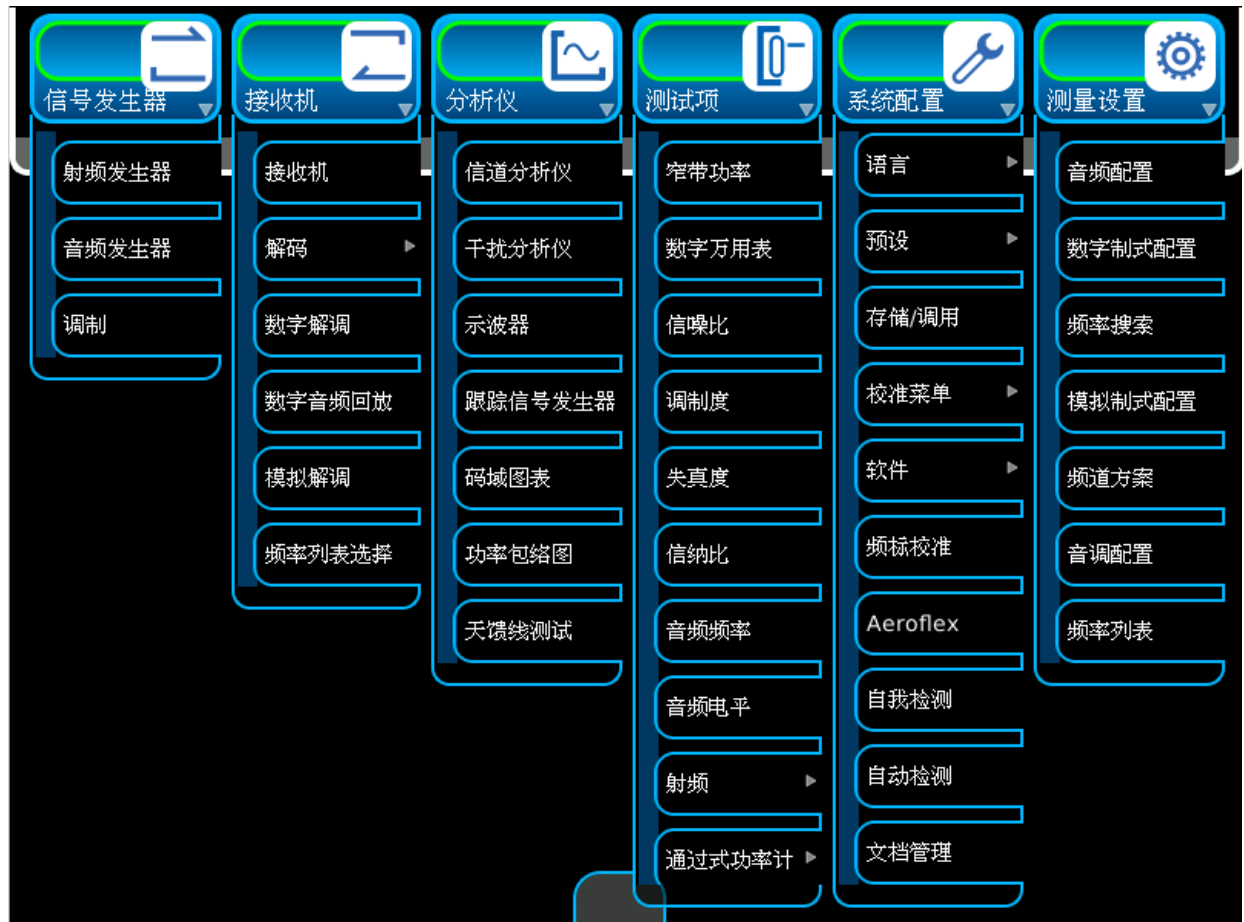 信号发生器
射频发生器
音频发生器
调制
接收机
接收机
解码
数字解调
数字音频回放
模拟解调
频率列表选择
分析仪
信道分析仪
干扰分析仪
示波器
跟踪信号发生器
码域图表
功率包络图
天馈线测试
测试项
窄带功率
数字万用表
信噪比
调制度
失真度
信纳比
音频频率
音频电平
射频
通过式功率计
系统配置
语言
预设
存储/调用
校准菜单
软件
频标校准
Aeroflex
自我检测
自动检测
文档管理
测量设置
音频配置
数字制式配置
频率搜索
模拟制式配置
频道方案
音调配置
频率列表